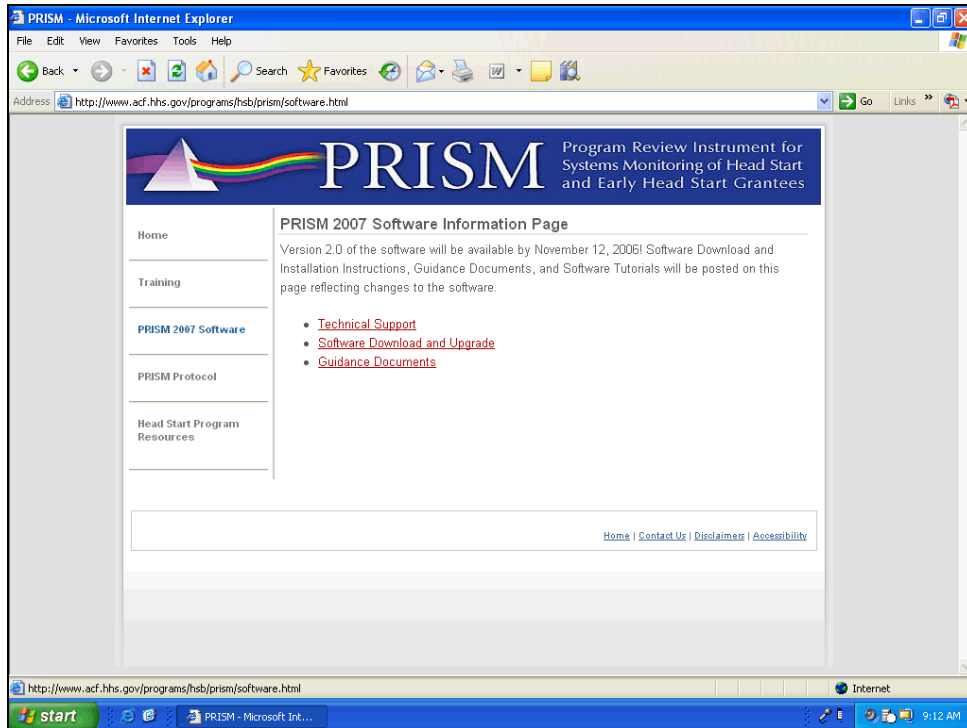 PRISM - Microsoft Internet Explorer
File Edit View Favorites Tools Help
Back Search Favorites
Address http://www.acf.hhs.gov/programs/hsb/prism/software.html Go Links »
PRISM
Program Review Instrument for
Systems Monitoring of Head Start
and Early Head Start Grantees
Home
Training
PRISM 2007 Software
PRISM Protocol
Head Start Program
Resources
PRISM 2007 Software Information Page
Version 2.0 of the software will be available by November 12, 2006! Software Download and
Installation Instructions, Guidance Documents, and Software Tutorials will be posted on this
page reflecting changes to the software.
• Technical Support
• Software Download and Upgrade
• Guidance Documents
Home | Contact Us | Disclaimers | Accessibility
http://www.acf.hhs.gov/programs/hsb/prism/software.html Internet
start PRISM - Microsoft Int... 9:12 AM